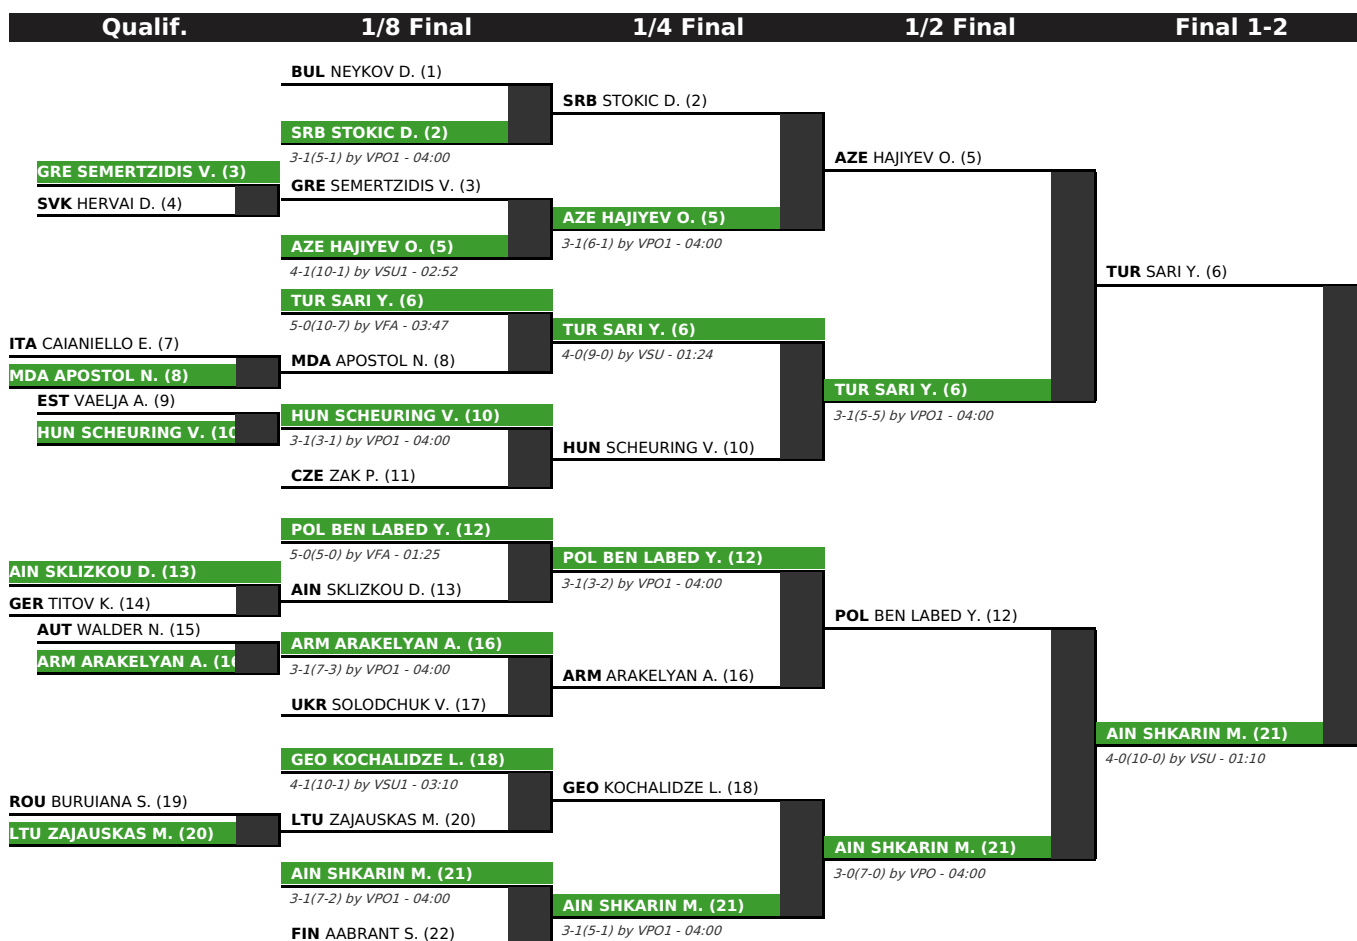 Qualif.
1/8 Final
1/4 Final
1/2 Final
Final 1-2
GRE SEMERTZIDIS V. (3)
SVK HERVAI D. (4)
ITA CAIANIELLO E. (7)
MDA APOSTOL N. (8)
EST VAELJA A. (9)
HUN SCHEURING V. (10
AIN SKLIZKOU D. (13)
GER TITOV K. (14)
AUT WALDER N. (15)
ARM ARAKELYAN A. (16
ROU BURUIANA S. (19)
LTU ZAJAUSKAS M. (20)
BUL NEYKOV D. (1)
SRB STOKIC D. (2)
3-1(5-1) by VPO1 - 04:00
GRE SEMERTZIDIS V. (3)
AZE HAJIYEV O. (5)
4-1(10-1) by VSU1 - 02:52
TUR SARI Y. (6)
5-0(10-7) by VFA - 03:47
MDA APOSTOL N. (8)
HUN SCHEURING V. (10)
3-1(3-1) by VPO1 - 04:00
CZE ZAK P. (11)
POL BEN LABED Y. (12)
5-0(5-0) by VFA - 01:25
AIN SKLIZKOU D. (13)
ARM ARAKELYAN A. (16)
3-1(7-3) by VPO1 - 04:00
UKR SOLODCHUK V. (17)
GEO KOCHALIDZE L. (18)
4-1(10-1) by VSU1 - 03:10
LTU ZAJAUSKAS M. (20)
AIN SHKARIN M. (21)
3-1(7-2) by VPO1 - 04:00
FIN AABRANT S. (22)
SRB STOKIC D. (2)
AZE HAJIYEV O. (5)
3-1(6-1) by VPO1 - 04:00
TUR SARI Y. (6)
4-0(9-0) by VSU - 01:24
HUN SCHEURING V. (10)
POL BEN LABED Y. (12)
3-1(3-2) by VPO1 - 04:00
ARM ARAKELYAN A. (16)
GEO KOCHALIDZE L. (18)
AIN SHKARIN M. (21)
3-1(5-1) by VPO1 - 04:00
AZE HAJIYEV O. (5)
TUR SARI Y. (6)
3-1(5-5) by VPO1 - 04:00
POL BEN LABED Y. (12)
AIN SHKARIN M. (21)
3-0(7-0) by VPO - 04:00
TUR SARI Y. (6)
AIN SHKARIN M. (21)
4-0(10-0) by VSU - 01:10